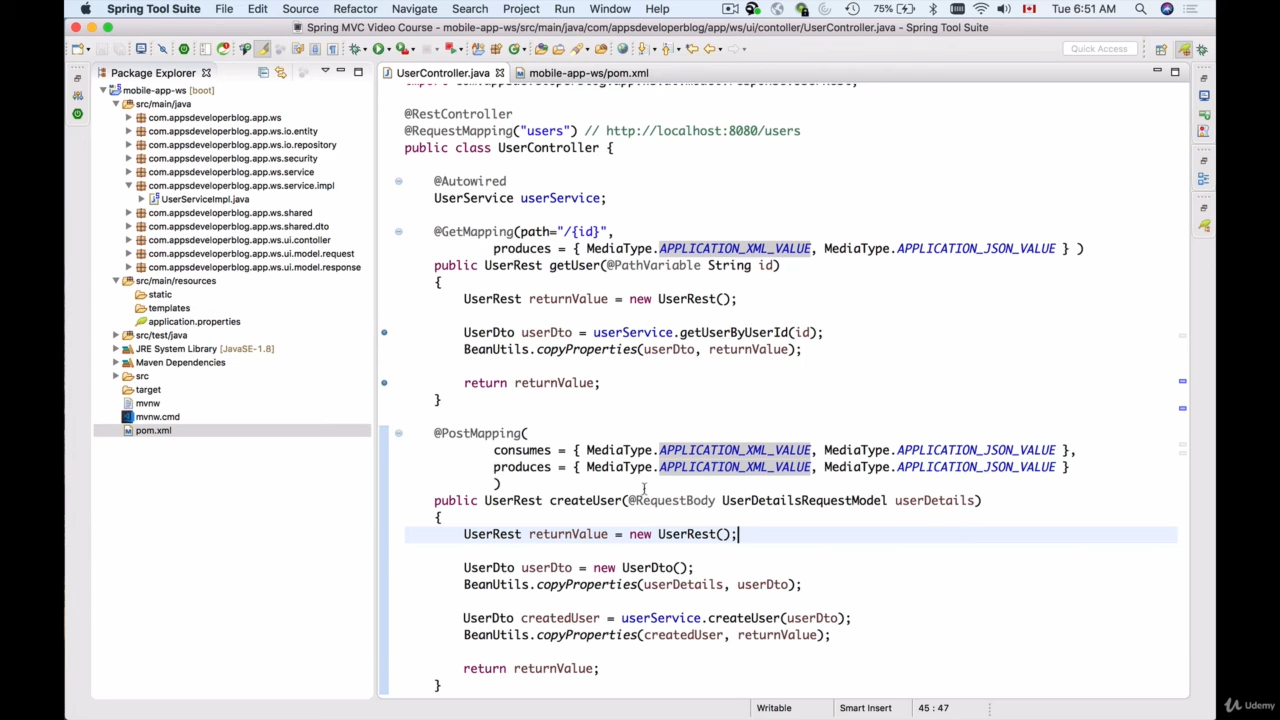 Spring Tool Suite File Edit Source Refactor Navigate Search Project Run Window Help 75% Tue 6:51 AM
Spring MVC Video Course - mobile-app-ws/src/main/java/com/appsdeveloperblog/app/ws/ui/contoller/UserController.java - Spring Tool Suite
Quick Access
Package Explorer
mobile-app-ws [boot]
src/main/java
com.appsdeveloperblog.app.ws
com.appsdeveloperblog.app.ws.io.entity
com.appsdeveloperblog.app.ws.io.repository
com.appsdeveloperblog.app.ws.security
com.appsdeveloperblog.app.ws.service
com.appsdeveloperblog.app.ws.service.impl
UserServiceImpl.java
com.appsdeveloperblog.app.ws.shared
com.appsdeveloperblog.app.ws.shared.dto
com.appsdeveloperblog.app.ws.ui.contoller
com.appsdeveloperblog.app.ws.ui.model.request
com.appsdeveloperblog.app.ws.ui.model.response
src/main/resources
static
templates
application.properties
src/test/java
JRE System Library [JavaSE-1.8]
Maven Dependencies
src
target
mvnw
mvnw.cmd
pom.xml
UserController.java mobile-app-ws/pom.xml
@RestController
@RequestMapping("users") // http://localhost:8080/users
public class UserController {
@Autowired
UserService userService;
@GetMapping(path="/{id}",
produces = { MediaType.APPLICATION_XML_VALUE, MediaType.APPLICATION_JSON_VALUE } )
public UserRest getUser(@PathVariable String id)
{
UserRest returnValue = new UserRest();
UserDto userDto = userService.getUserByUserId(id);
BeanUtils.copyProperties(userDto, returnValue);
return returnValue;
}
@PostMapping(
consumes = { MediaType.APPLICATION_XML_VALUE, MediaType.APPLICATION_JSON_VALUE },
produces = { MediaType.APPLICATION_XML_VALUE, MediaType.APPLICATION_JSON_VALUE }
)
public UserRest createUser(@RequestBody UserDetailsRequestModel userDetails)
{
UserRest returnValue = new UserRest();
UserDto userDto = new UserDto();
BeanUtils.copyProperties(userDetails, userDto);
UserDto createdUser = userService.createUser(userDto);
BeanUtils.copyProperties(createdUser, returnValue);
return returnValue;
}
Writable Smart Insert 45 : 47
Udemy